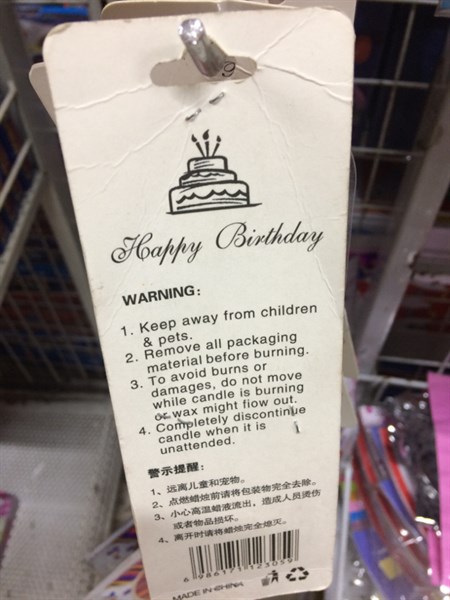 Happy Birthday
WARNING:
1. Keep away from children
& pets.
2. Remove all packaging
material before burning.
3. To avoid burns or
damages, do not move
while candle is burning
or wax might fiow out.
4. Completely discontinue
candle when it is
unattended.
警示提醒：
1、远离儿童和宠物。
2、点燃蜡烛前请将包装物完全去除。
3、小心高温蜡液流出，造成人员烫伤
或者物品损坏。
4、离开时请将蜡烛完全熄灭。
MADE IN CHINA